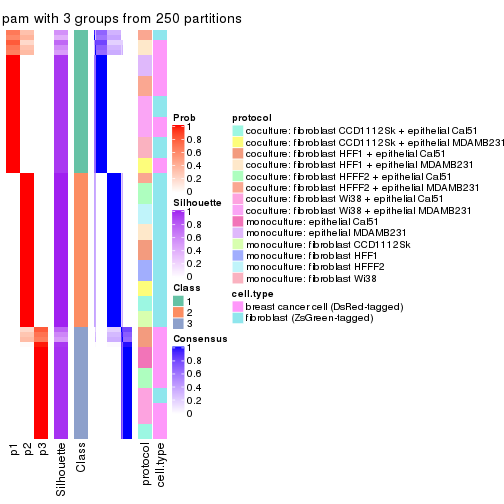 pam with 3 groups from 250 partitions
Prob
1
0.8
0.6
0.4
0.2
0
Silhouette
1
0.8
0.6
0.4
0.2
0
Class
1
2
3
Consensus
1
0.8
0.6
0.4
0.2
0
protocol
coculture: fibroblast CCD1112Sk + epithelial Cal51
coculture: fibroblast CCD1112Sk + epithelial MDAMB231
coculture: fibroblast HFF1 + epithelial Cal51
coculture: fibroblast HFF1 + epithelial MDAMB231
coculture: fibroblast HFFF2 + epithelial Cal51
coculture: fibroblast HFFF2 + epithelial MDAMB231
coculture: fibroblast Wi38 + epithelial Cal51
coculture: fibroblast Wi38 + epithelial MDAMB231
monoculture: epithelial Cal51
monoculture: epithelial MDAMB231
monoculture: fibroblast CCD1112Sk
monoculture: fibroblast HFF1
monoculture: fibroblast HFFF2
monoculture: fibroblast Wi38
cell.type
breast cancer cell (DsRed-tagged)
fibroblast (ZsGreen-tagged)
p1
p2
p3
Silhouette
Class
protocol
cell.type